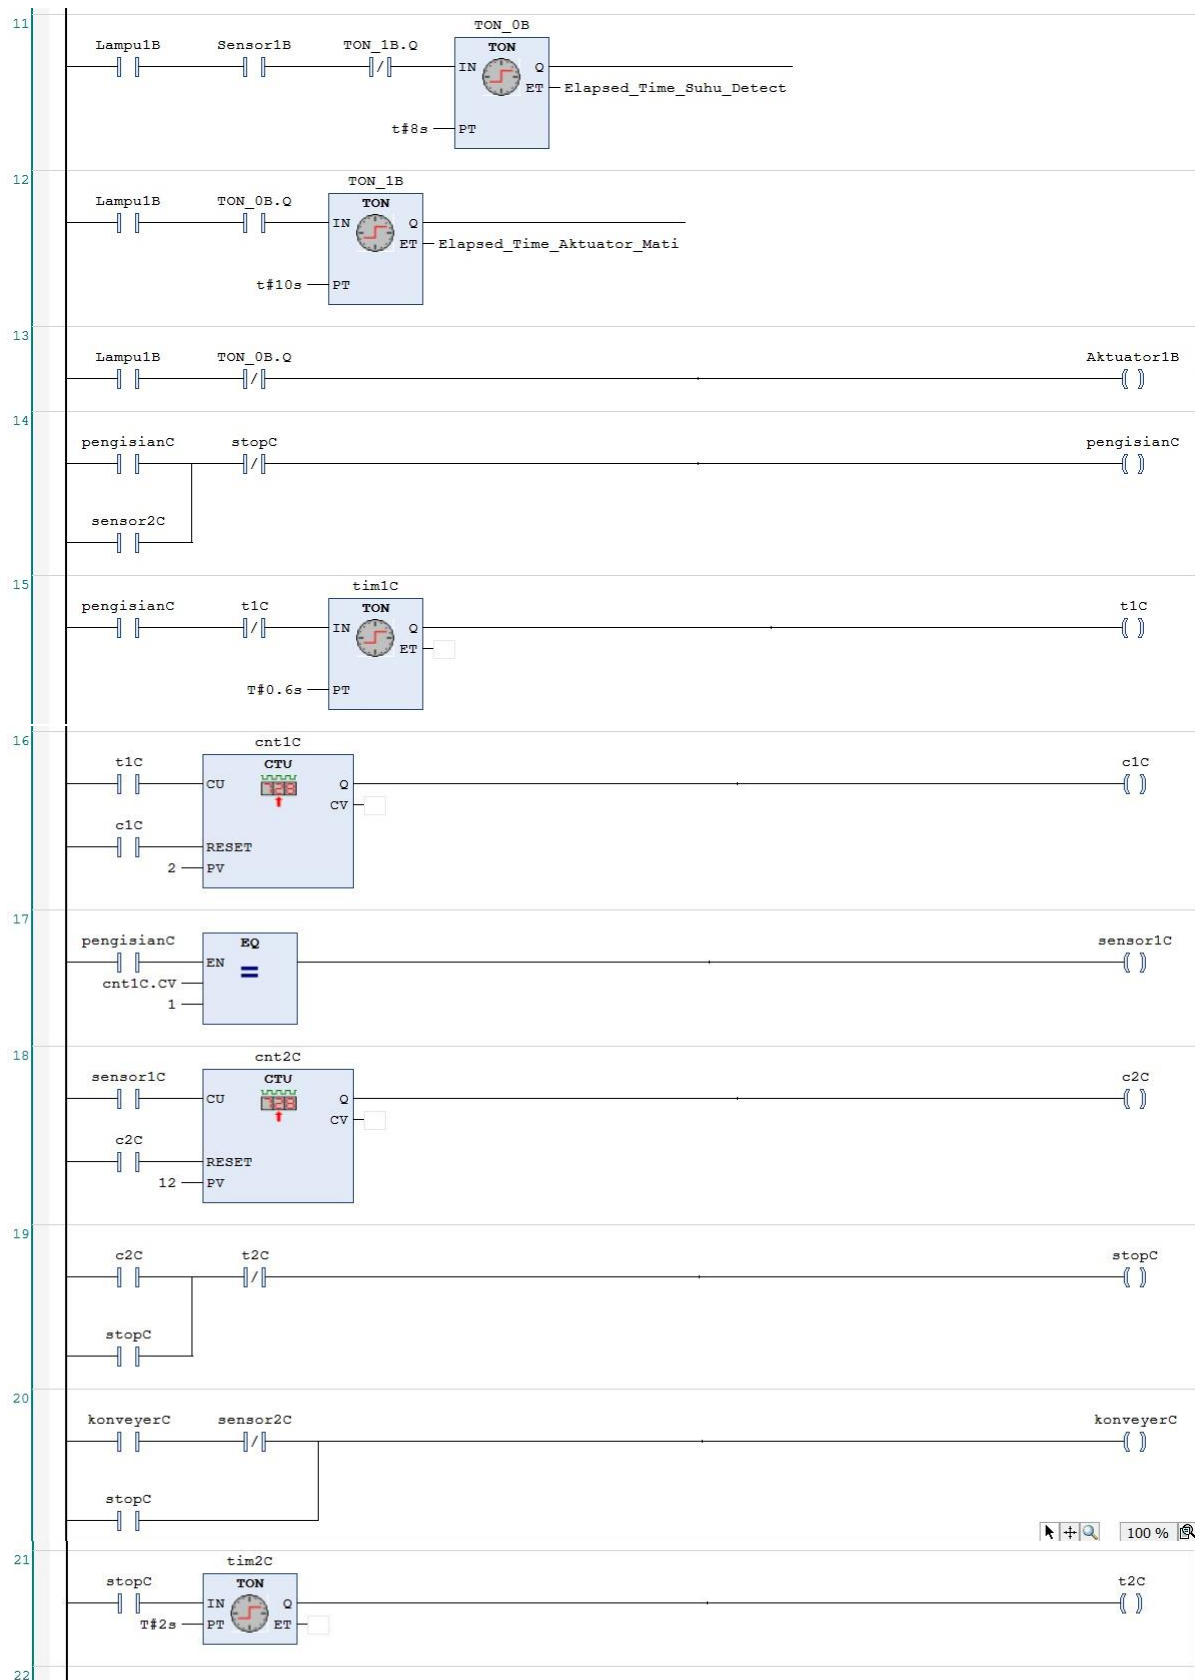 11
TON_0B
Lampu1B Sensor1B TON_1B.Q TON
IN Q
ET Elapsed_Time_Suhu_Detect
t#8s PT
12
TON_1B
Lampu1B TON_0B.Q TON
IN Q
ET Elapsed_Time_Aktuator_Mati
t#10s PT
13
Lampu1B TON_0B.Q Aktuator1B
14
pengisianC stopC pengisianC
sensor2C
15
tim1C
pengisianC t1C TON t1C
IN Q
ET
T#0.6s PT
16
cnt1C
t1C CTU c1C
CU Q
CV
c1C
RESET
2 PV
17
pengisianC EQ sensor1C
EN
cnt1C.CV
1
18
cnt2C
sensor1C CTU c2C
CU Q
CV
c2C
RESET
12 PV
19
c2C t2C stopC
stopC
20
konveyerC sensor2C konveyerC
stopC
100 %
21
tim2C
stopC TON t2C
IN Q
T#2s PT ET
22